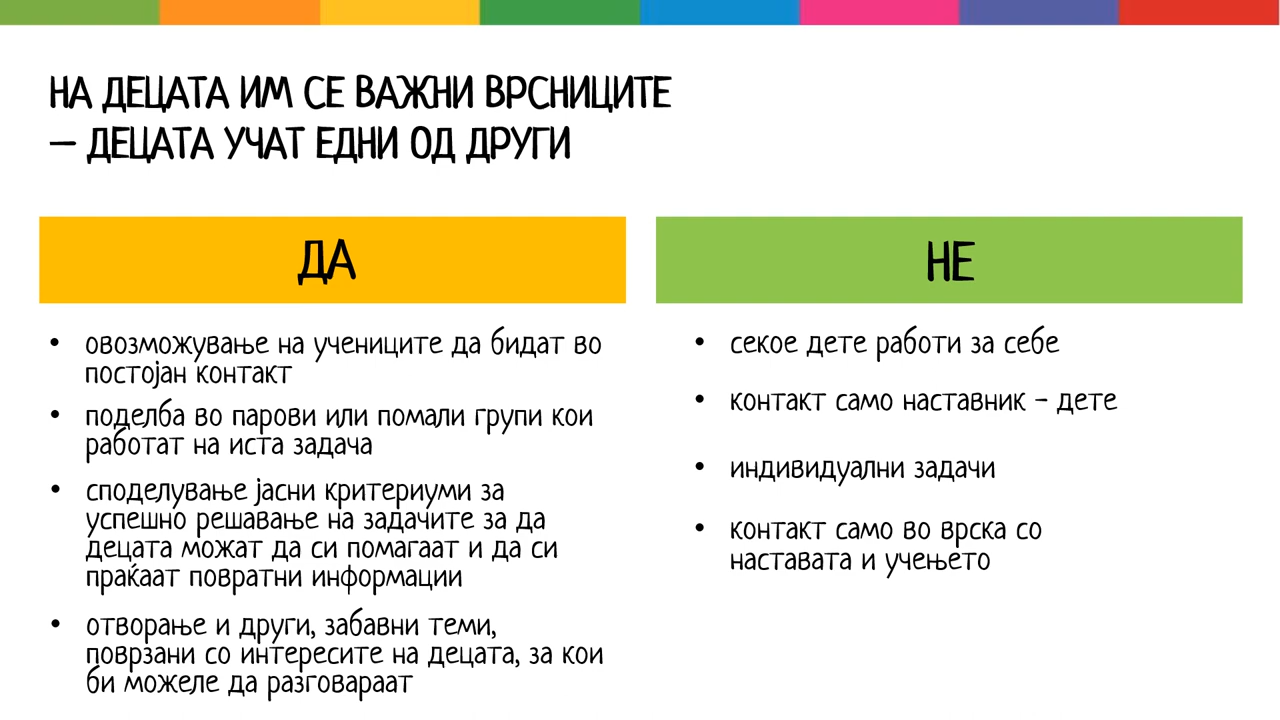 НА ДЕЦАТА ИМ СЕ ВАЖНИ ВРСНИЦИТЕ
– ДЕЦАТА УЧАТ ЕДНИ ОД ДРУГИ
ДА
• овозможување на учениците да бидат во
постојан контакт
• поделба во парови или помали групи кои
работат на иста задача
• споделување јасни критериуми за
успешно решавање на задачите за да
децата можат да си помагаат и да си
праќаат повратни информации
• отворање и други, забавни теми,
поврзани со интересите на децата, за кои
би можеле да разговараат
НЕ
• секое дете работи за себе
• контакт само наставник - дете
• индивидуални задачи
• контакт само во врска со
наставата и учењето